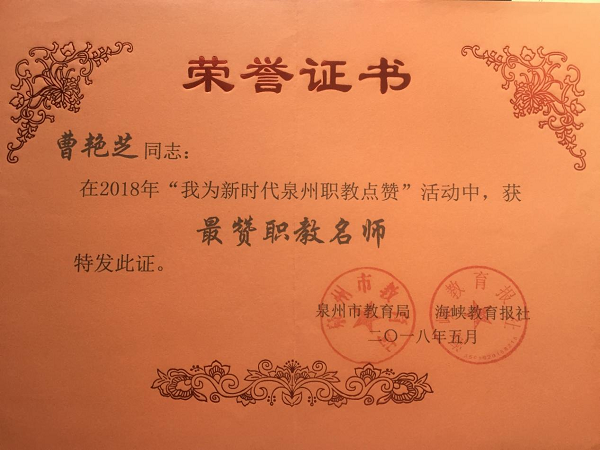 荣誉证书
曹艳芝同志：
在2018年“我为新时代泉州职教点赞”活动中，获
最赞职教名师
特发此证。
泉州市教育局 海峡教育报社
二〇一八年五月